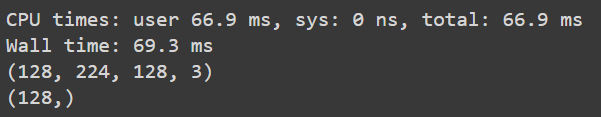 CPU times: user 66.9 ms, sys: 0 ns, total: 66.9 ms
Wall time: 69.3 ms
(128, 224, 128, 3)
(128,)